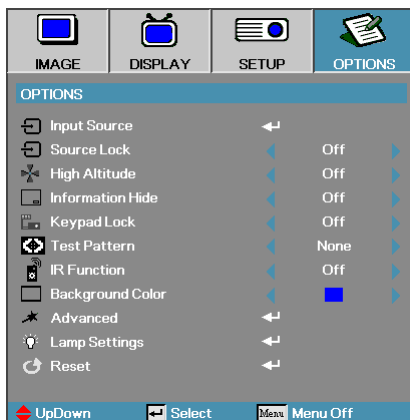 IMAGE DISPLAY SETUP OPTIONS
OPTIONS
Input Source
Source Lock Off
High Altitude Off
Information Hide Off
Keypad Lock Off
Test Pattern None
IR Function Off
Background Color
Advanced
Lamp Settings
Reset
UpDown Select Menu Menu Off